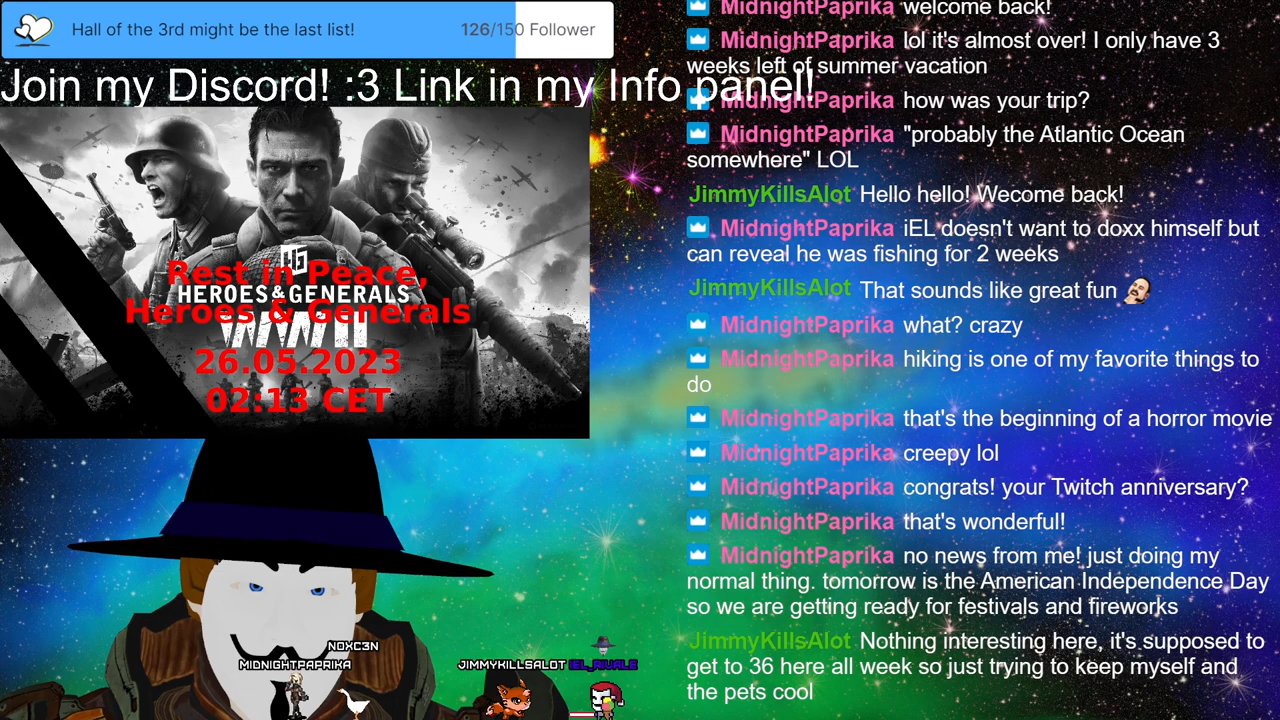 Hall of the 3rd might be the last list!
126/150 Follower
Join my Discord! :3 Link in my Info panel!
Rest in Peace,
HEROES&GENERALS
Heroes & Generals
WWII
26.05.2023
02:13 CET
NOXC3N
MIDNIGHTPAPRIKA
JIMMYKILLSALOT
IEL_RIVALE
MidnightPaprika welcome back!
MidnightPaprika lol it's almost over! I only have 3
weeks left of summer vacation
MidnightPaprika how was your trip?
MidnightPaprika "probably the Atlantic Ocean
somewhere" LOL
JimmyKillsAlot Hello hello! Wecome back!
MidnightPaprika iEL doesn't want to doxx himself but
can reveal he was fishing for 2 weeks
JimmyKillsAlot That sounds like great fun
MidnightPaprika what? crazy
MidnightPaprika hiking is one of my favorite things to
do
MidnightPaprika that's the beginning of a horror movie
MidnightPaprika creepy lol
MidnightPaprika congrats! your Twitch anniversary?
MidnightPaprika that's wonderful!
MidnightPaprika no news from me! just doing my
normal thing. tomorrow is the American Independence Day
so we are getting ready for festivals and fireworks
JimmyKillsAlot Nothing interesting here, it's supposed to
get to 36 here all week so just trying to keep myself and
the pets cool